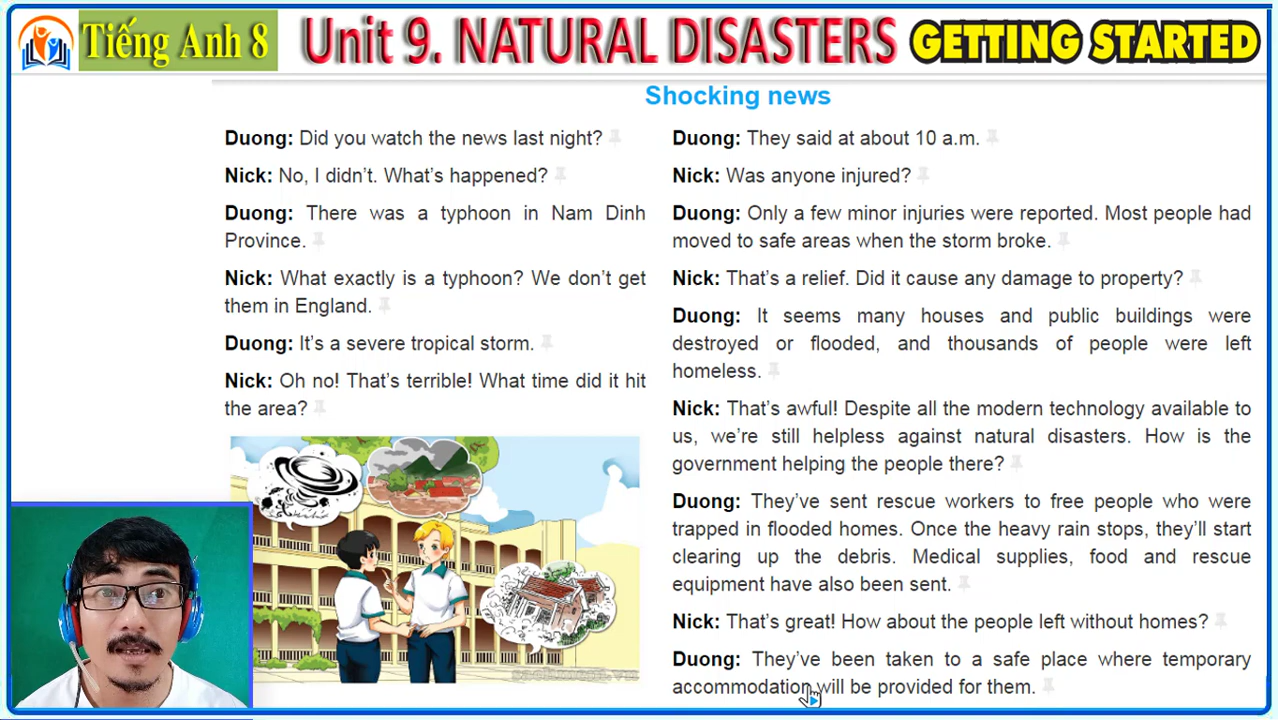 Tiếng Anh 8
Unit 9. NATURAL DISASTERS
GETTING STARTED
Shocking news
Duong: Did you watch the news last night?
Nick: No, I didn't. What's happened?
Duong: There was a typhoon in Nam Dinh
Province.
Nick: What exactly is a typhoon? We don't get
them in England.
Duong: It's a severe tropical storm.
Nick: Oh no! That's terrible! What time did it hit
the area?
Duong: They said at about 10 a.m.
Nick: Was anyone injured?
Duong: Only a few minor injuries were reported. Most people had
moved to safe areas when the storm broke.
Nick: That's a relief. Did it cause any damage to property?
Duong: It seems many houses and public buildings were
destroyed or flooded, and thousands of people were left
homeless.
Nick: That's awful! Despite all the modern technology available to
us, we're still helpless against natural disasters. How is the
government helping the people there?
Duong: They've sent rescue workers to free people who were
trapped in flooded homes. Once the heavy rain stops, they'll start
clearing up the debris. Medical supplies, food and rescue
equipment have also been sent.
Nick: That's great! How about the people left without homes?
Duong: They've been taken to a safe place where temporary
accommodation will be provided for them.